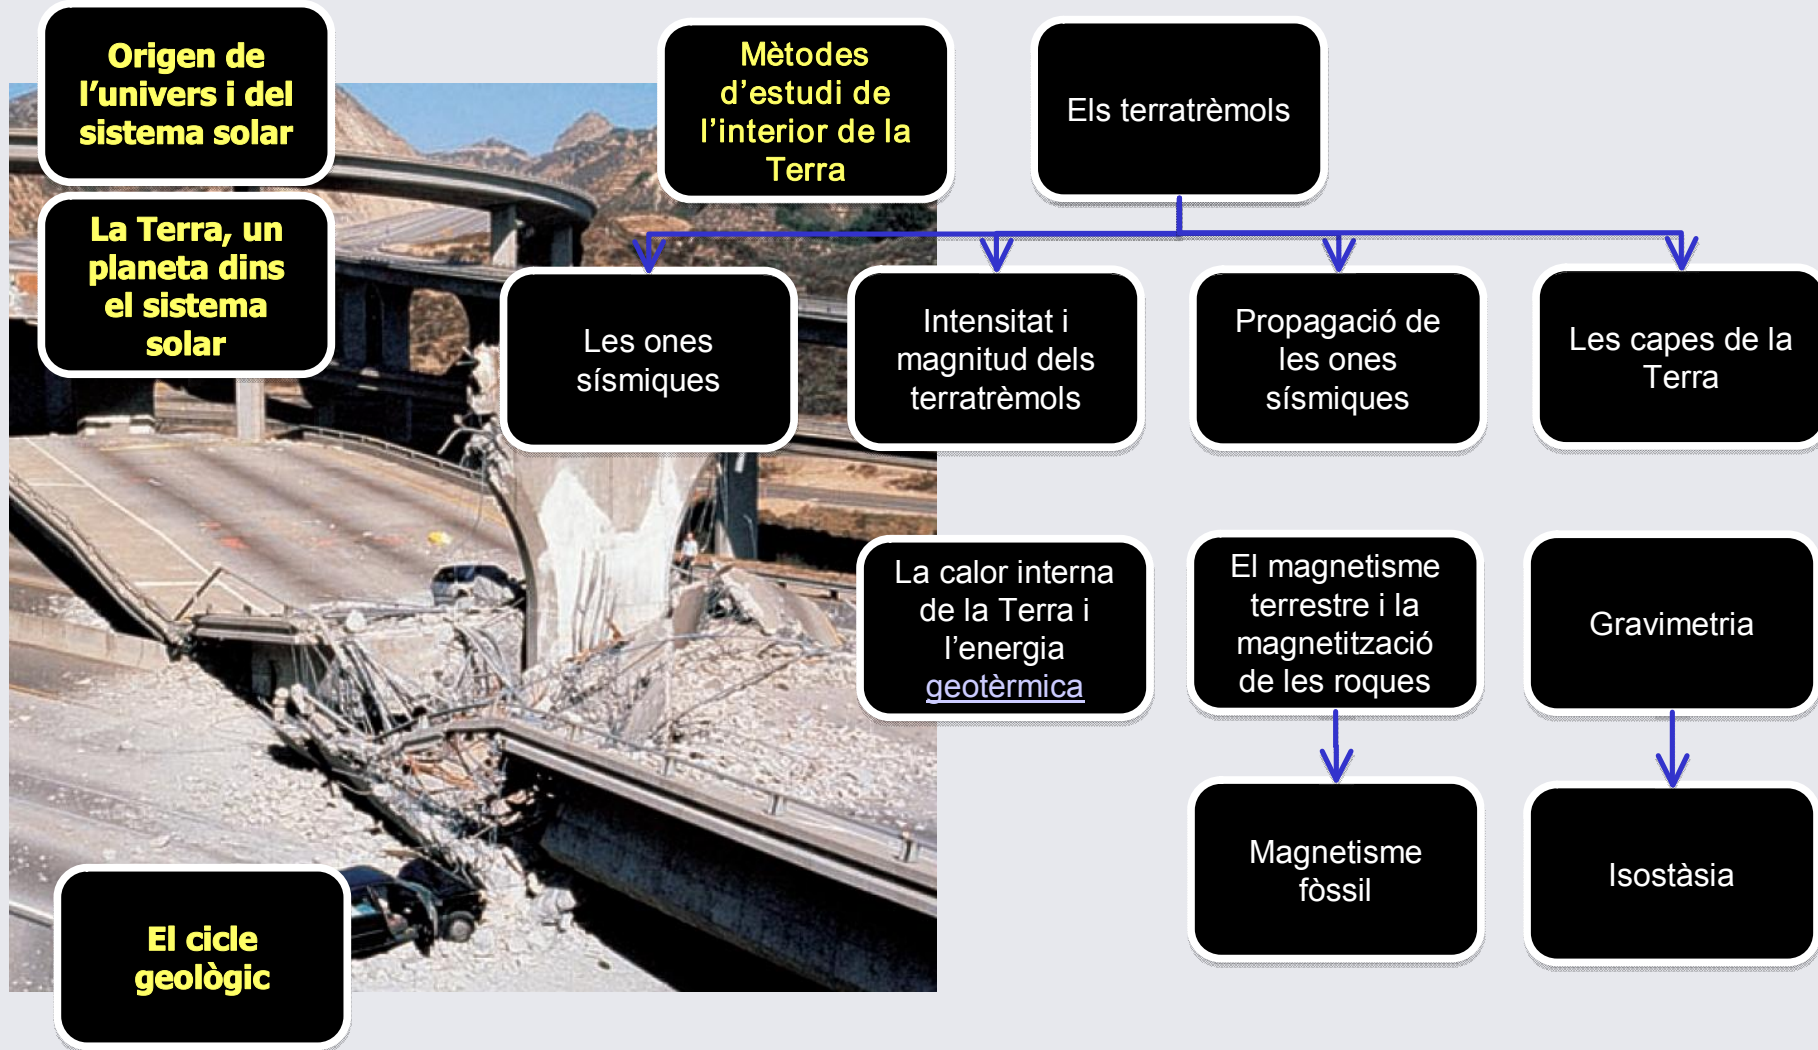 Origen de
l’univers i del
sistema solar
Mètodes
d’estudi de
l’interior de la
Terra
Els terratrèmols
La Terra, un
planeta dins
el sistema
solar
Les ones
sísmiques
Intensitat i
magnitud dels
terratrèmols
Propagació de
les ones
sísmiques
Les capes de la
Terra
La calor interna
de la Terra i
l’energia
geotèrmica
El magnetisme
terrestre i la
magnetització
de les roques
Gravimetria
Magnetisme
fòssil
Isostàsia
El cicle
geològic